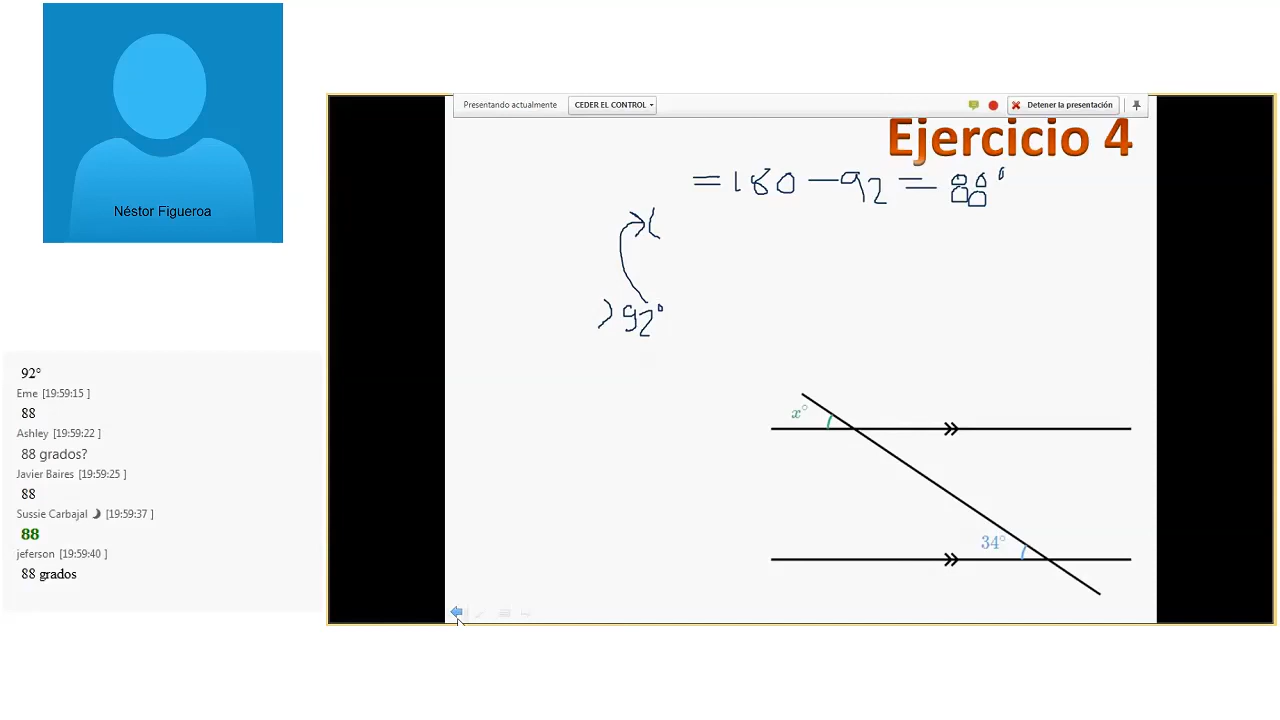 Néstor Figueroa
92°
Eme [19:59:15 ]
88
Ashley [19:59:22 ]
88 grados?
Javier Baires [19:59:25 ]
88
Sussie Carbajal [19:59:37 ]
88
jeferson [19:59:40 ]
88 grados
Presentando actualmente
CEDER EL CONTROL
Detener la presentación
Ejercicio 4
=180-92=88°
(
)92°
x°
34°